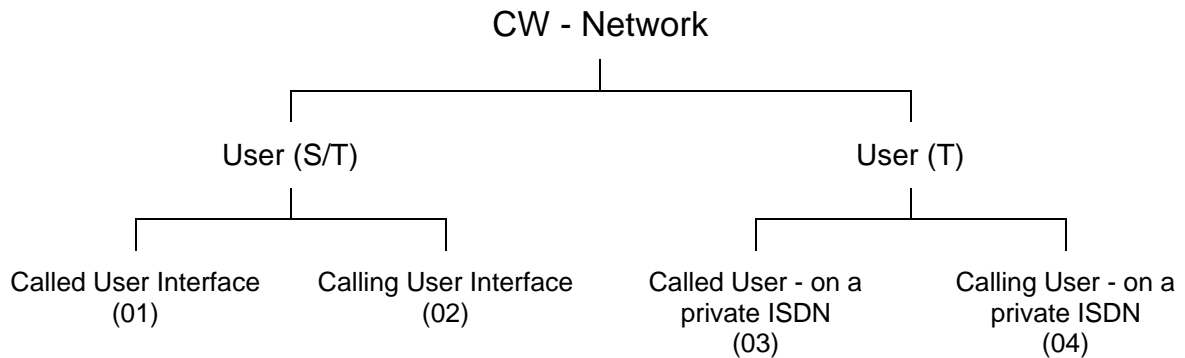 CW - Network
User (S/T)
User (T)
Called User Interface
(01)
Calling User Interface
(02)
Called User - on a
private ISDN
(03)
Calling User - on a
private ISDN
(04)